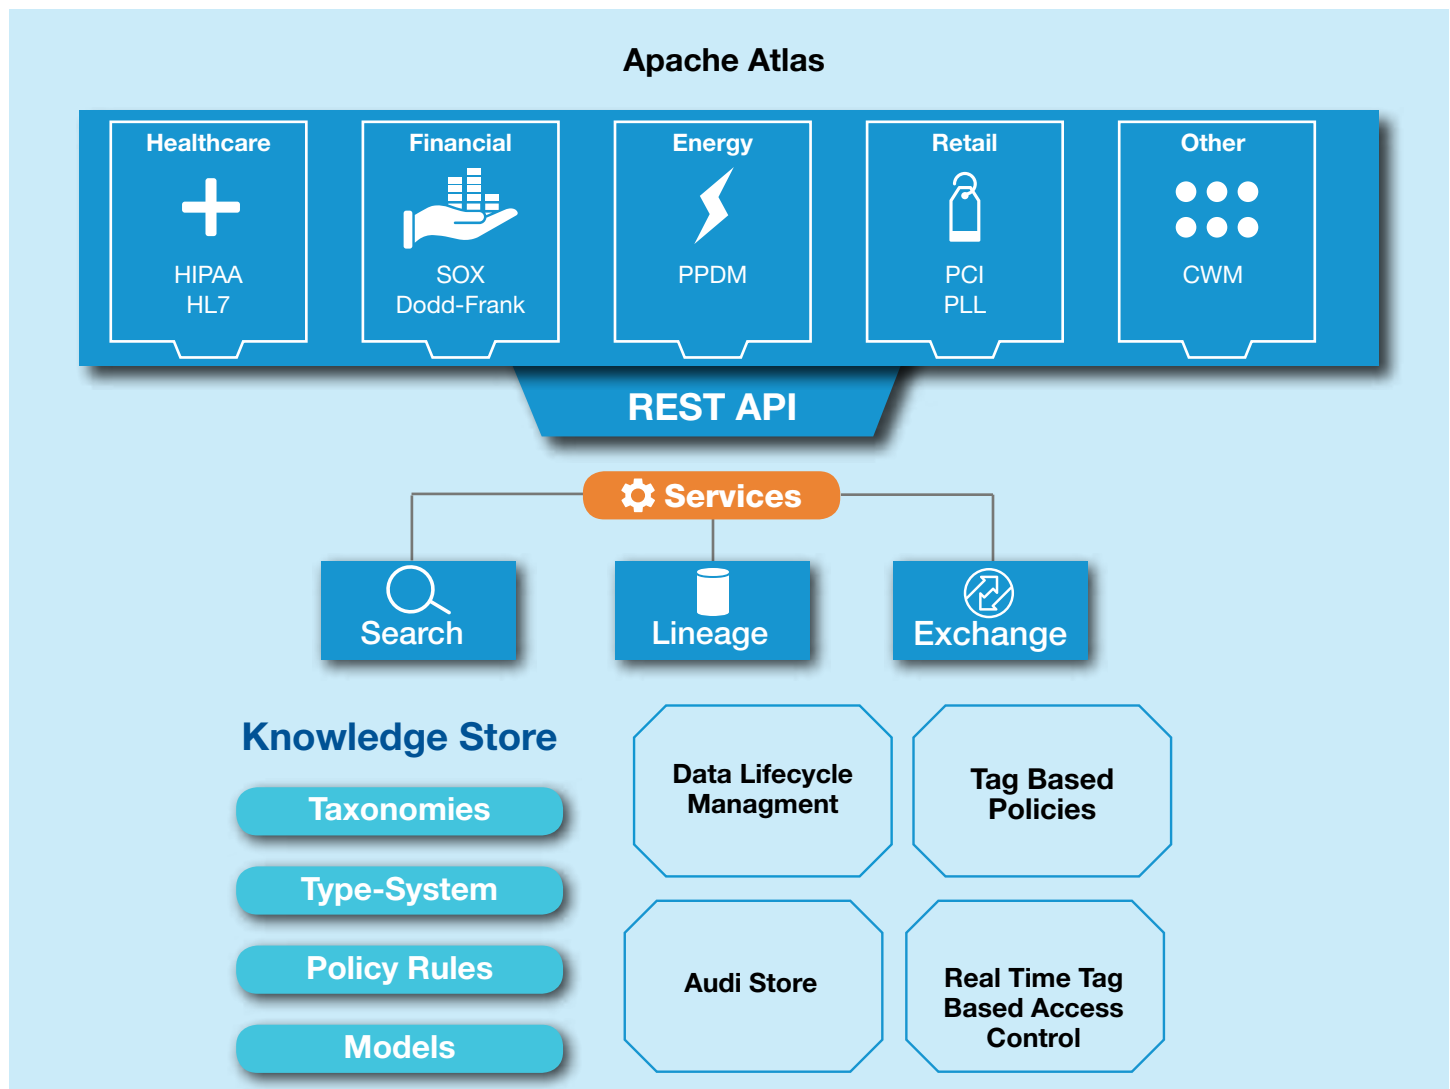 Apache Atlas
Healthcare
HIPAA
HL7
Financial
SOX
Dodd-Frank
Energy
PPDM
Retail
PCI
PLL
Other
CWM
REST API
Services
Search
Lineage
Exchange
Knowledge Store
Taxonomies
Type-System
Policy Rules
Models
Data Lifecycle
Managment
Tag Based
Policies
Audi Store
Real Time Tag
Based Access
Control